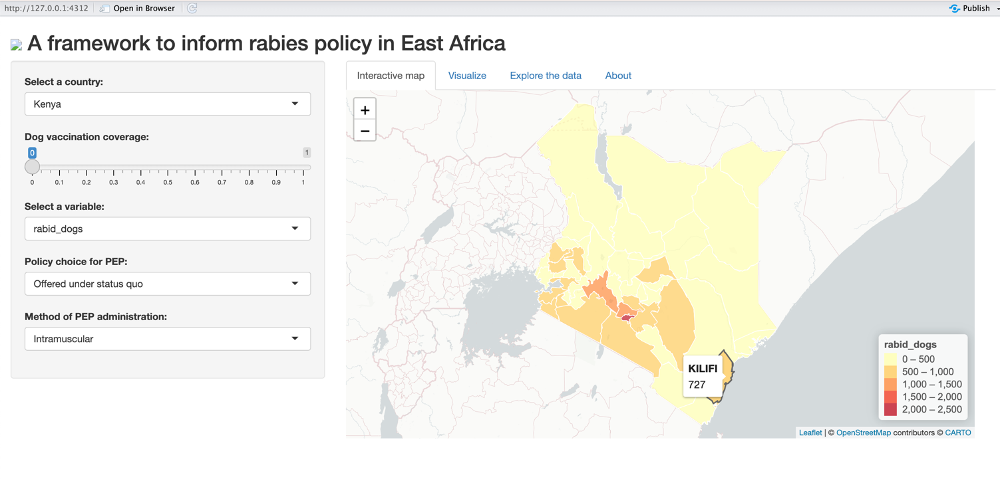 http://127.0.0.1:4312 Open in Browser Publish
A framework to inform rabies policy in East Africa
Select a country:
Kenya
Dog vaccination coverage:
0 1
0 0.1 0.2 0.3 0.4 0.5 0.6 0.7 0.8 0.9 1
Select a variable:
rabid_dogs
Policy choice for PEP:
Offered under status quo
Method of PEP administration:
Intramuscular
Interactive map Visualize Explore the data About
+
−
KILIFI
727
rabid_dogs
0 – 500
500 – 1,000
1,000 – 1,500
1,500 – 2,000
2,000 – 2,500
Leaflet | © OpenStreetMap contributors © CARTO